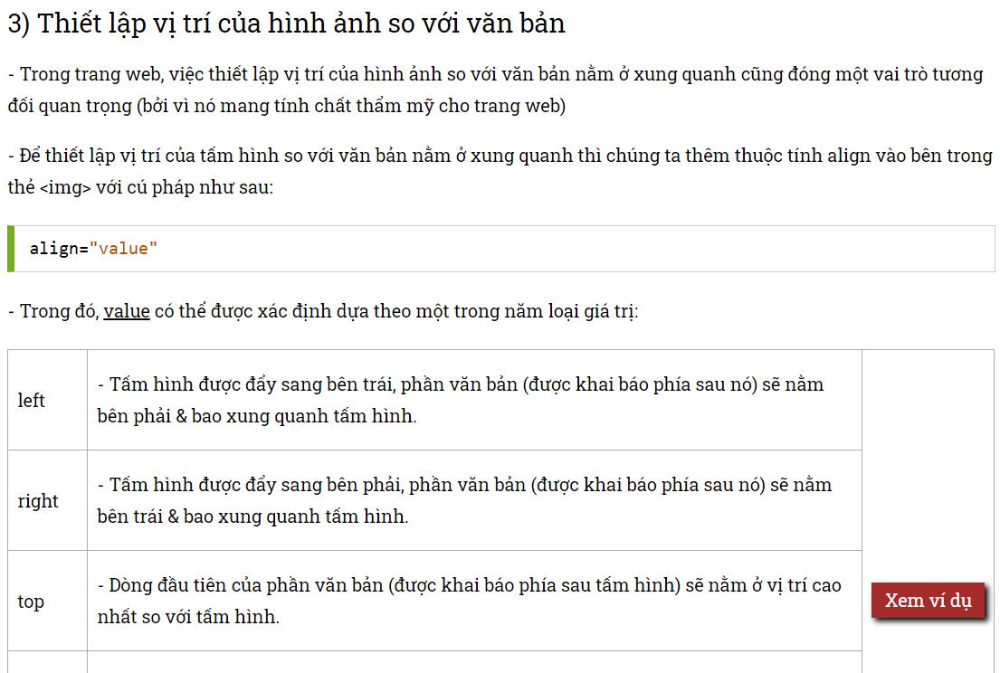 3) Thiết lập vị trí của hình ảnh so với văn bản
- Trong trang web, việc thiết lập vị trí của hình ảnh so với văn bản nằm ở xung quanh cũng đóng một vai trò tương
đối quan trọng (bởi vì nó mang tính chất thẩm mỹ cho trang web)
- Để thiết lập vị trí của tấm hình so với văn bản nằm ở xung quanh thì chúng ta thêm thuộc tính align vào bên trong
thẻ <img> với cú pháp như sau:
align="value"
- Trong đó, value có thể được xác định dựa theo một trong năm loại giá trị:
left
- Tấm hình được đẩy sang bên trái, phần văn bản (được khai báo phía sau nó) sẽ nằm
bên phải & bao xung quanh tấm hình.
right
- Tấm hình được đẩy sang bên phải, phần văn bản (được khai báo phía sau nó) sẽ nằm
bên trái & bao xung quanh tấm hình.
top
- Dòng đầu tiên của phần văn bản (được khai báo phía sau tấm hình) sẽ nằm ở vị trí cao
nhất so với tấm hình.
Xem ví dụ